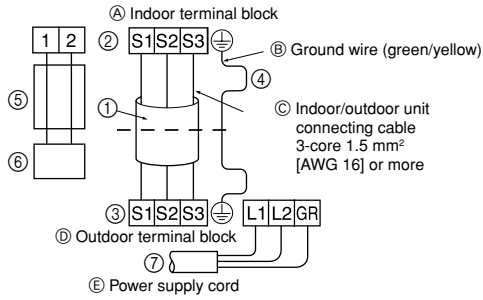 Ⓐ Indoor terminal block
1 2
② S1 S2 S3
Ⓑ Ground wire (green/yellow)
④
⑤
①
Ⓒ Indoor/outdoor unit
connecting cable
3-core 1.5 mm²
[AWG 16] or more
⑥
③ S1 S2 S3
L1 L2 GR
Ⓓ Outdoor terminal block
⑦
Ⓔ Power supply cord